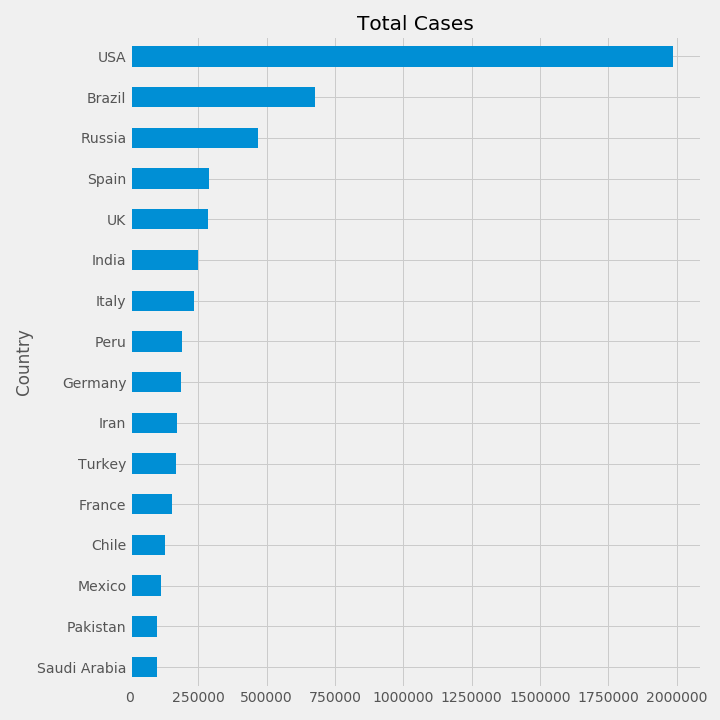 Total Cases
USA
Brazil
Russia
Spain
UK
India
Italy
Peru
Germany
Iran
Turkey
France
Chile
Mexico
Pakistan
Saudi Arabia
Country
0 250000 500000 750000 1000000 1250000 1500000 1750000 2000000